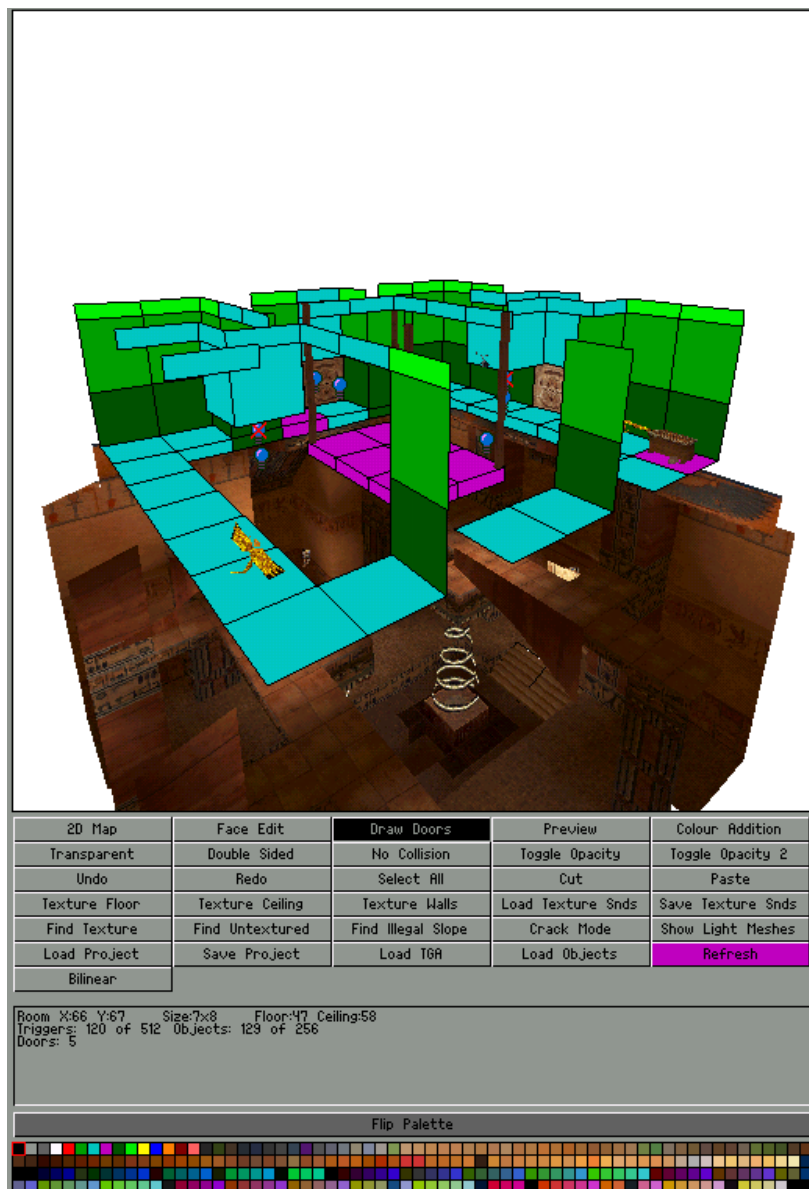 2D Map Face Edit Draw Doors Preview Colour Addition
Transparent Double Sided No Collision Toggle Opacity Toggle Opacity 2
Undo Redo Select All Cut Paste
Texture Floor Texture Ceiling Texture Walls Load Texture Snds Save Texture Snds
Find Texture Find Untextured Find Illegal Slope Crack Mode Show Light Meshes
Load Project Save Project Load TGA Load Objects Refresh
Bilinear
Room X:66 Y:67 Size:7x8 Floor:47 Ceiling:58
Triggers: 120 of 512 Objects: 129 of 256
Doors: 5
Flip Palette